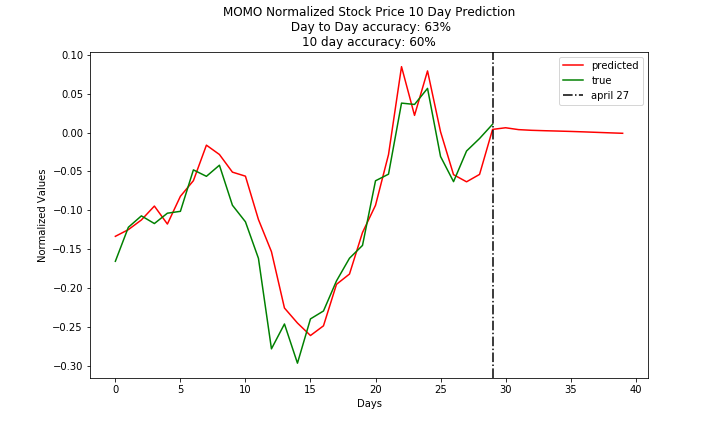 MOMO Normalized Stock Price 10 Day Prediction
Day to Day accuracy: 63%
10 day accuracy: 60%
predicted
true
april 27
0.10
0.05
0.00
−0.05
−0.10
−0.15
−0.20
−0.25
−0.30
Normalized Values
0 5 10 15 20 25 30 35 40
Days